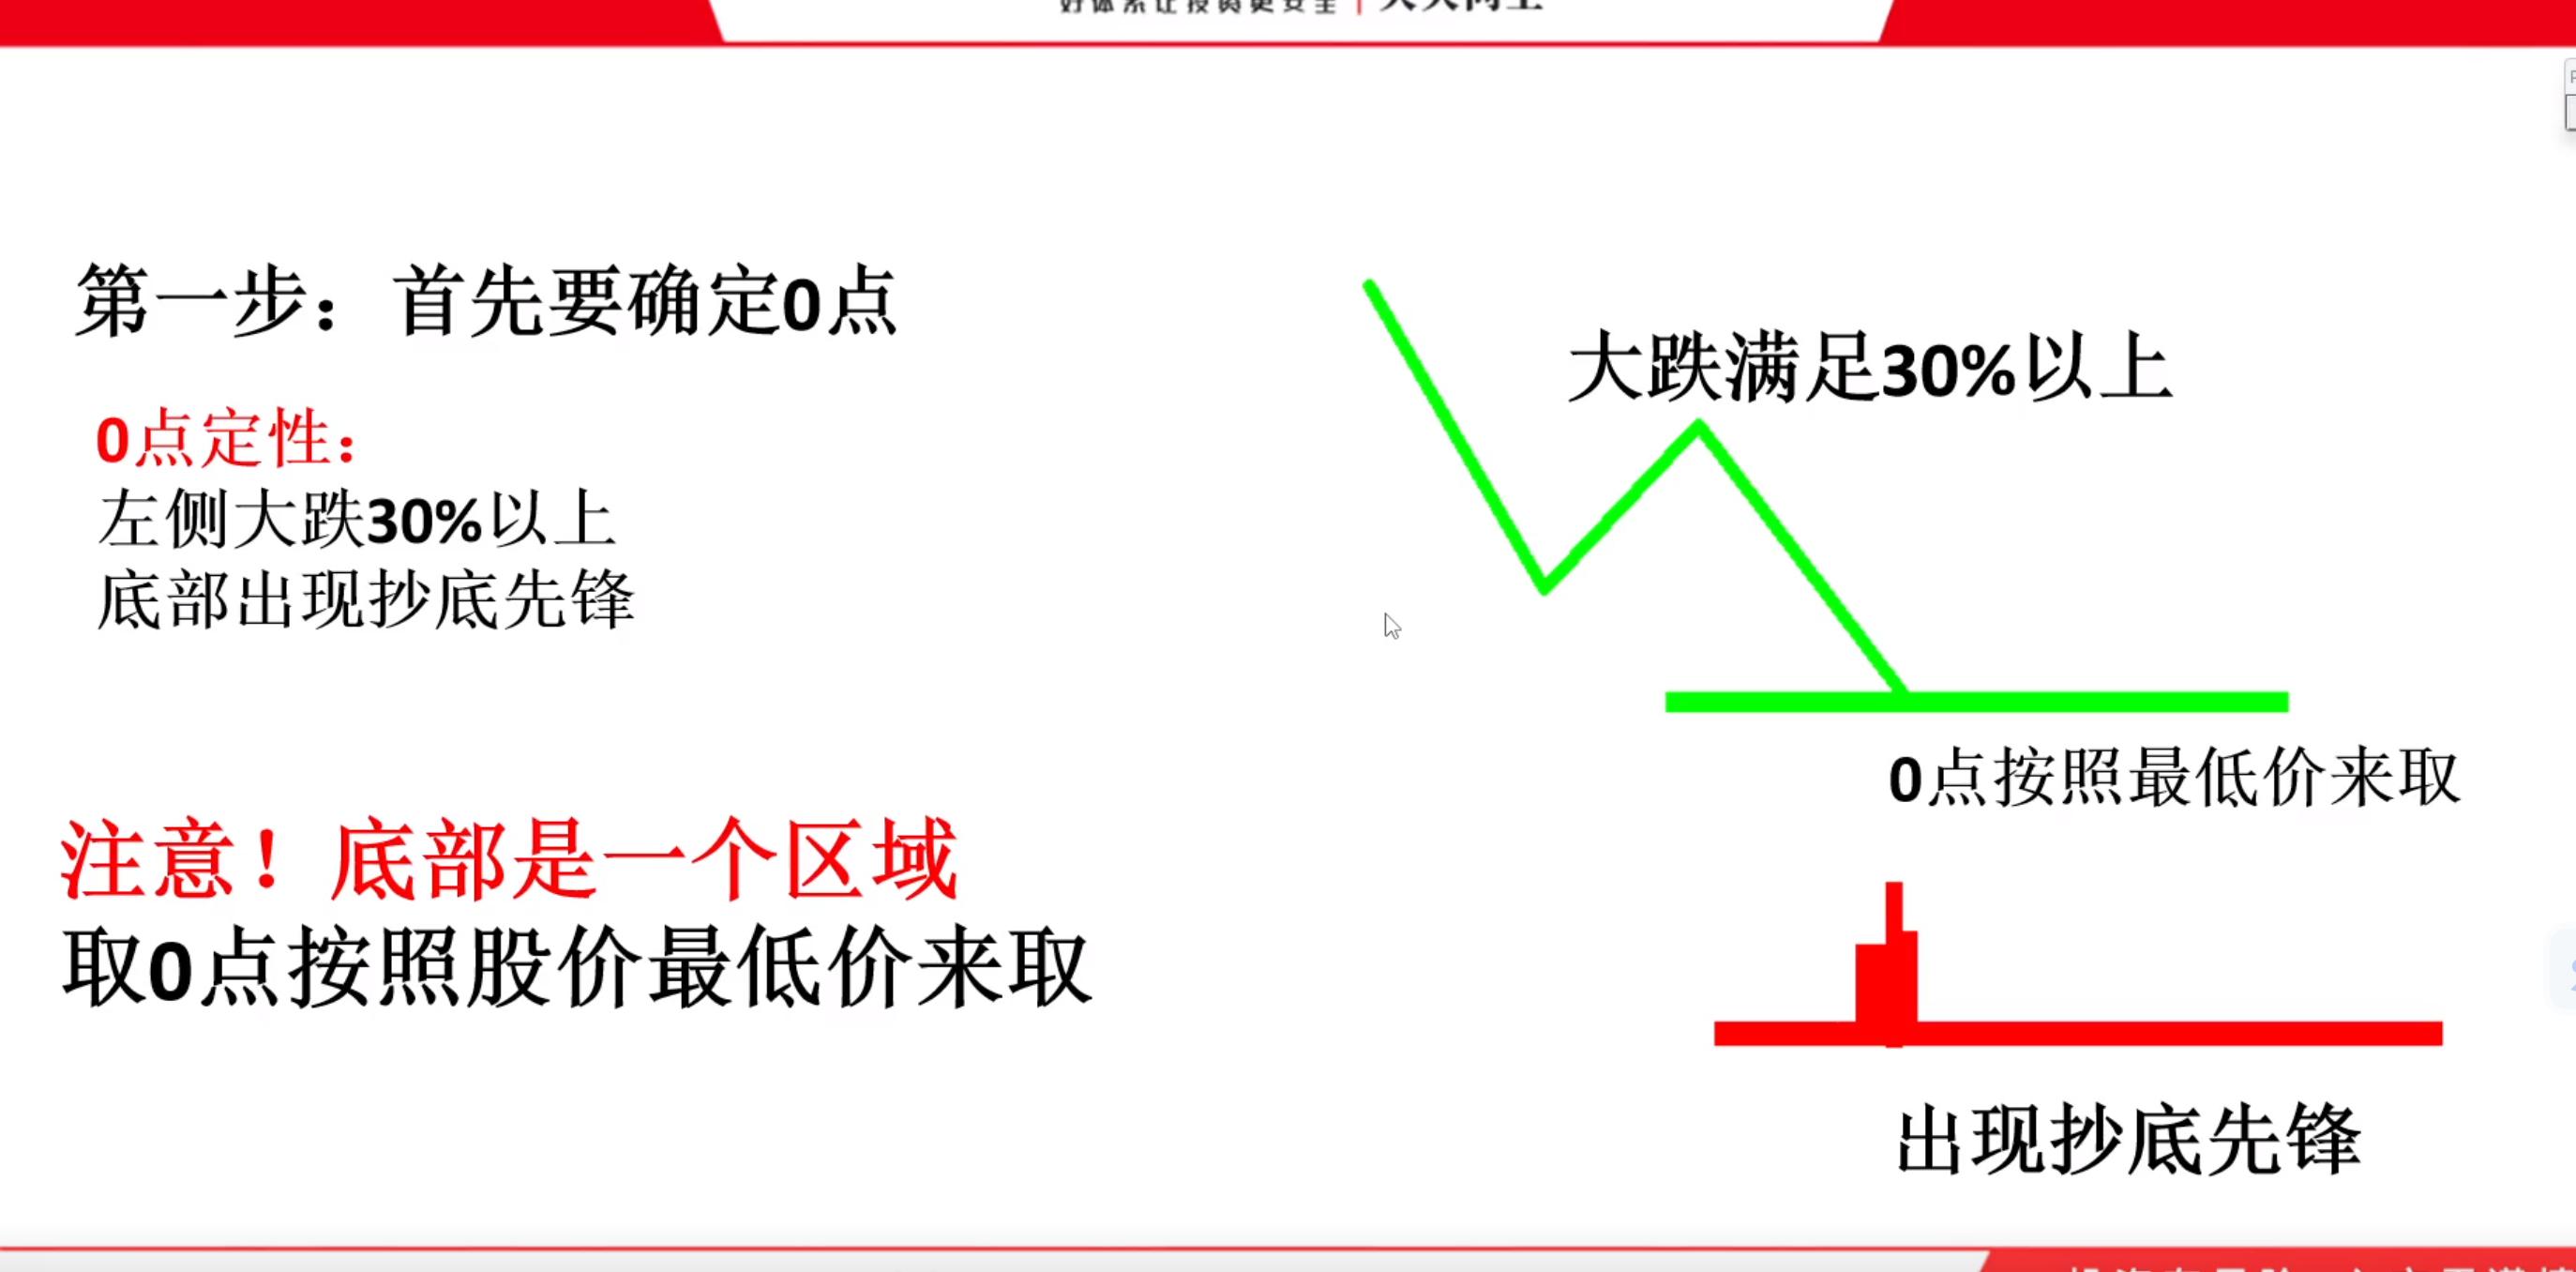 第一步：首先要确定0点
0点定性：
左侧大跌30%以上
底部出现抄底先锋
注意！底部是一个区域
取0点按照股价最低价来取
大跌满足30%以上
0点按照最低价来取
出现抄底先锋